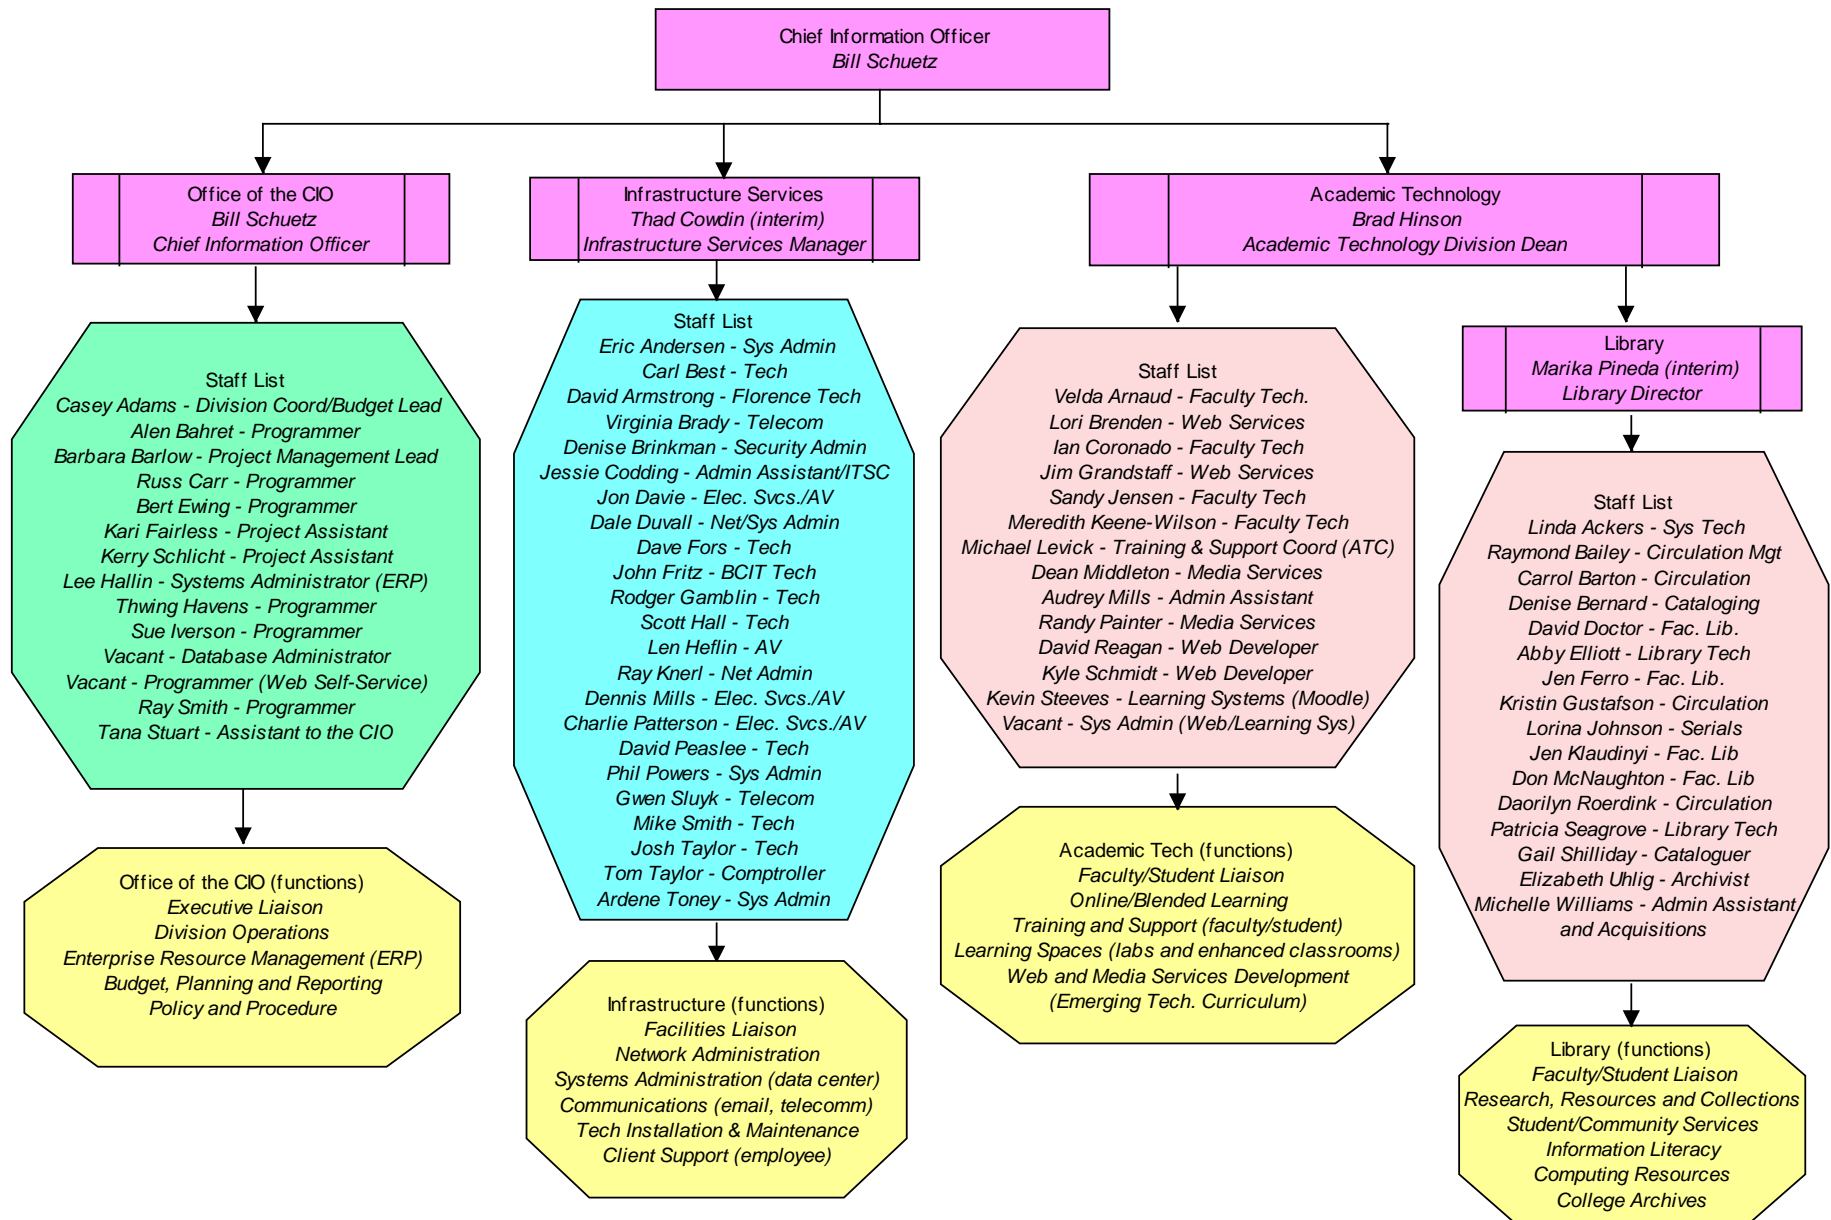 Chief Information Officer
Bill Schuetz
Office of the CIO
Bill Schuetz
Chief Information Officer
Infrastructure Services
Thad Cowdin (interim)
Infrastructure Services Manager
Academic Technology
Brad Hinson
Academic Technology Division Dean
Library
Marika Pineda (interim)
Library Director
Staff List
Casey Adams - Division Coord/Budget Lead
Alen Bahret - Programmer
Barbara Barlow - Project Management Lead
Russ Carr - Programmer
Bert Ewing - Programmer
Kari Fairless - Project Assistant
Kerry Schlicht - Project Assistant
Lee Hallin - Systems Administrator (ERP)
Thwing Havens - Programmer
Sue Iverson - Programmer
Vacant - Database Administrator
Vacant - Programmer (Web Self-Service)
Ray Smith - Programmer
Tana Stuart - Assistant to the CIO
Office of the CIO (functions)
Executive Liaison
Division Operations
Enterprise Resource Management (ERP)
Budget, Planning and Reporting
Policy and Procedure
Staff List
Eric Andersen - Sys Admin
Carl Best - Tech
David Armstrong - Florence Tech
Virginia Brady - Telecom
Denise Brinkman - Security Admin
Jessie Codding - Admin Assistant/ITSC
Jon Davie - Elec. Svcs./AV
Dale Duvall - Net/Sys Admin
Dave Fors - Tech
John Fritz - BCIT Tech
Rodger Gamblin - Tech
Scott Hall - Tech
Len Heflin - AV
Ray Knerl - Net Admin
Dennis Mills - Elec. Svcs./AV
Charlie Patterson - Elec. Svcs./AV
David Peaslee - Tech
Phil Powers - Sys Admin
Gwen Sluyk - Telecom
Mike Smith - Tech
Josh Taylor - Tech
Tom Taylor - Comptroller
Ardene Toney - Sys Admin
Infrastructure (functions)
Facilities Liaison
Network Administration
Systems Administration (data center)
Communications (email, telecomm)
Tech Installation & Maintenance
Client Support (employee)
Staff List
Velda Arnaud - Faculty Tech.
Lori Brenden - Web Services
Ian Coronado - Faculty Tech
Jim Grandstaff - Web Services
Sandy Jensen - Faculty Tech
Meredith Keene-Wilson - Faculty Tech
Michael Levick - Training & Support Coord (ATC)
Dean Middleton - Media Services
Audrey Mills - Admin Assistant
Randy Painter - Media Services
David Reagan - Web Developer
Kyle Schmidt - Web Developer
Kevin Steeves - Learning Systems (Moodle)
Vacant - Sys Admin (Web/Learning Sys)
Academic Tech (functions)
Faculty/Student Liaison
Online/Blended Learning
Training and Support (faculty/student)
Learning Spaces (labs and enhanced classrooms)
Web and Media Services Development
(Emerging Tech. Curriculum)
Staff List
Linda Ackers - Sys Tech
Raymond Bailey - Circulation Mgt
Carrol Barton - Circulation
Denise Bernard - Cataloging
David Doctor - Fac. Lib.
Abby Elliott - Library Tech
Jen Ferro - Fac. Lib.
Kristin Gustafson - Circulation
Lorina Johnson - Serials
Jen Klaudinyi - Fac. Lib
Don McNaughton - Fac. Lib
Daorilyn Roerdink - Circulation
Patricia Seagrove - Library Tech
Gail Shilliday - Cataloguer
Elizabeth Uhlig - Archivist
Michelle Williams - Admin Assistant
and Acquisitions
Library (functions)
Faculty/Student Liaison
Research, Resources and Collections
Student/Community Services
Information Literacy
Computing Resources
College Archives